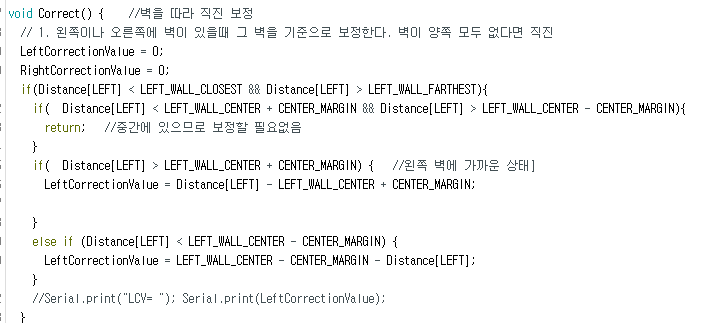 void Correct() {    //벽을 따라 직진 보정
// 1. 왼쪽이나 오른쪽에 벽이 있을때 그 벽을 기준으로 보정한다. 벽이 양쪽 모두 없다면 직진
LeftCorrectionValue = 0;
RightCorrectionValue = 0;
if(Distance[LEFT] < LEFT_WALL_CLOSEST && Distance[LEFT] > LEFT_WALL_FARTHEST){
if(  Distance[LEFT] < LEFT_WALL_CENTER + CENTER_MARGIN && Distance[LEFT] > LEFT_WALL_CENTER - CENTER_MARGIN){
return;   //중간에 있으므로 보정할 필요없음
}
if(  Distance[LEFT] > LEFT_WALL_CENTER + CENTER_MARGIN) {   //왼쪽 벽에 가까운 상태]
LeftCorrectionValue = Distance[LEFT] - LEFT_WALL_CENTER + CENTER_MARGIN;
}
else if (Distance[LEFT] < LEFT_WALL_CENTER - CENTER_MARGIN) {
LeftCorrectionValue = LEFT_WALL_CENTER - CENTER_MARGIN - Distance[LEFT];
}
//Serial.print("LCV= "); Serial.print(LeftCorrectionValue);
}